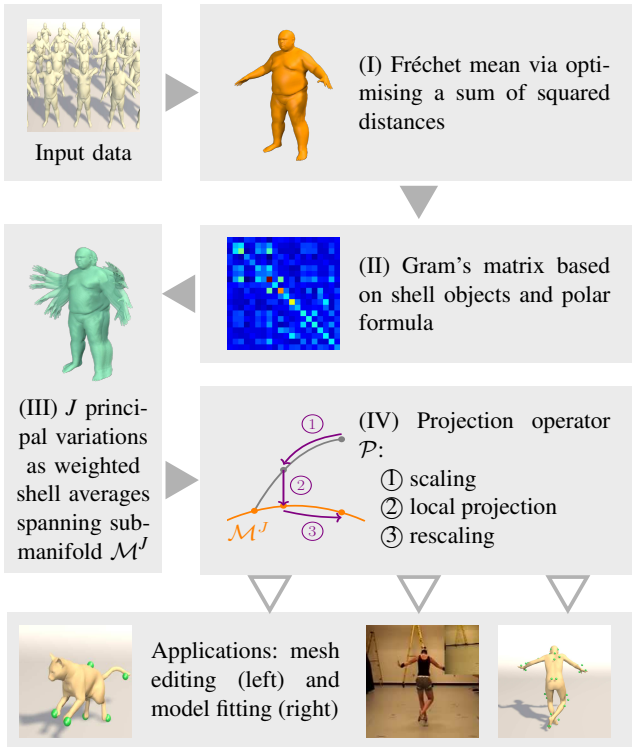 Input data
(I) Fréchet mean via opti-
mising a sum of squared
distances
(II) Gram's matrix based
on shell objects and polar
formula
(III) J princi-
pal variations
as weighted
shell averages
spanning sub-
manifold 𝓜ᴶ
(IV) Projection operator
𝒫:
① scaling
② local projection
③ rescaling
①
②
③
𝓜ᴶ
Applications: mesh
editing (left) and
model fitting (right)